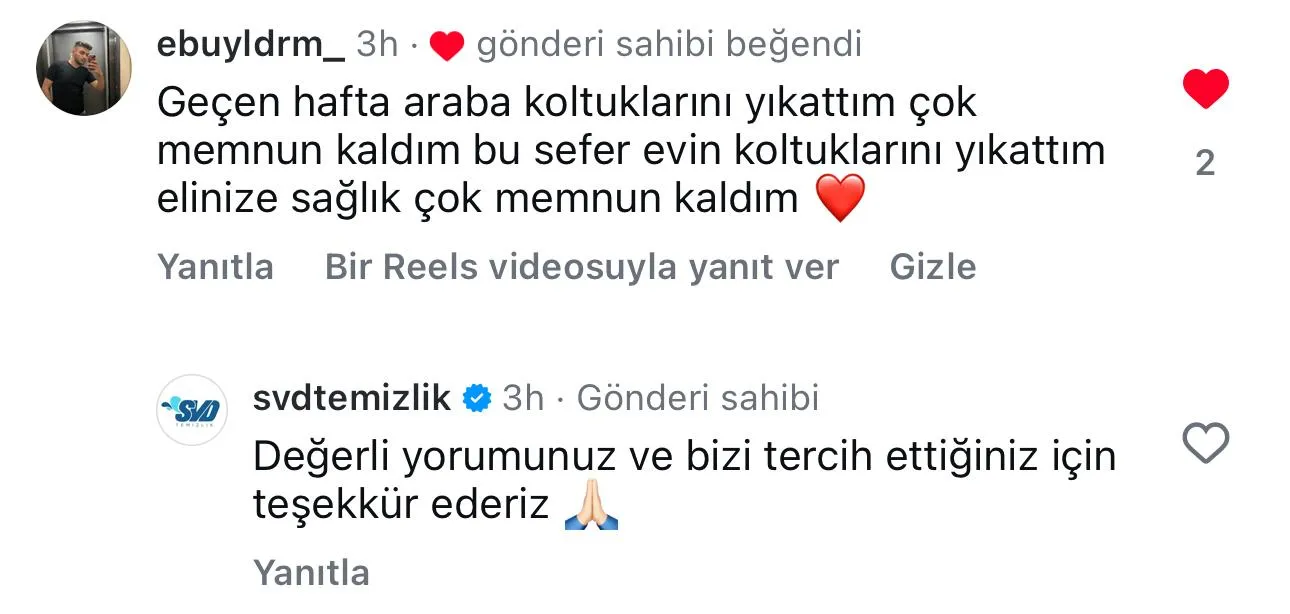 ebuyldrm_ 3h · ❤️ gönderi sahibi beğendi
Geçen hafta araba koltuklarını yıkattım çok
memnun kaldım bu sefer evin koltuklarını yıkattım
elinize sağlık çok memnun kaldım ❤️
2
Yanıtla Bir Reels videosuyla yanıt ver Gizle
SVD
TEMİZLİK
svdtemizlik 3h · Gönderi sahibi
Değerli yorumunuz ve bizi tercih ettiğiniz için
teşekkür ederiz 🙏🏻
Yanıtla